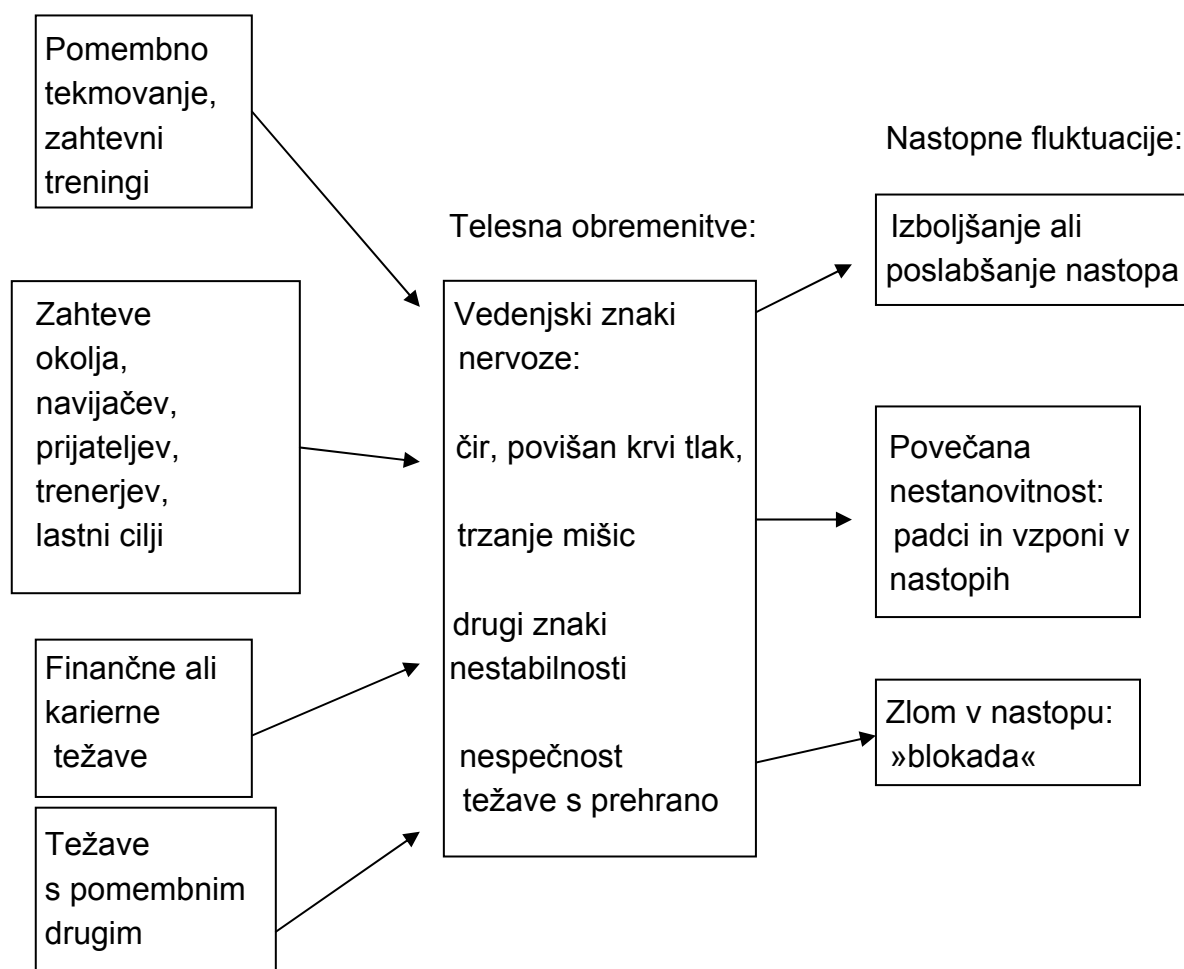 Pomembno
tekmovanje,
zahtevni
treningi
Zahteve
okolja,
navijačev,
prijateljev,
trenerjev,
lastni cilji
Finančne ali
karierne
težave
Težave
s pomembnim
drugim
Telesna obremenitve:
Vedenjski znaki
nervoze:
čir, povišan krvi tlak,
trzanje mišic
drugi znaki
nestabilnosti
nespečnost
težave s prehrano
Nastopne fluktuacije:
Izboljšanje ali
poslabšanje nastopa
Povečana
nestanovitnost:
padci in vzponi v
nastopih
Zlom v nastopu:
»blokada«